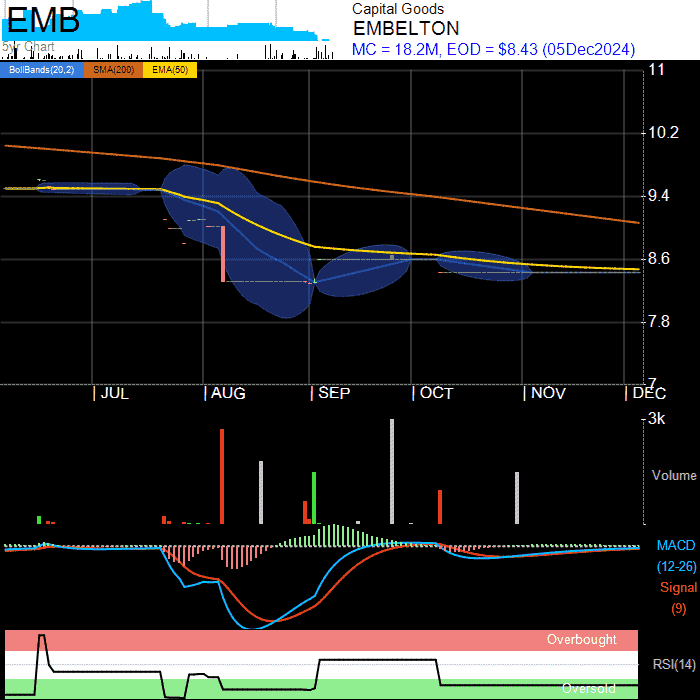 EMB
Capital Goods
EMBELTON
MC = 18.2M, EOD = $8.43 (05Dec2024)
5yr Chart
BollBands(20,2) SMA(200) EMA(50)
11
10.2
9.4
8.6
7.8
7
JUL AUG SEP OCT NOV DEC
3k
Volume
MACD
(12-26)
Signal
(9)
Overbought
RSI(14)
Oversold